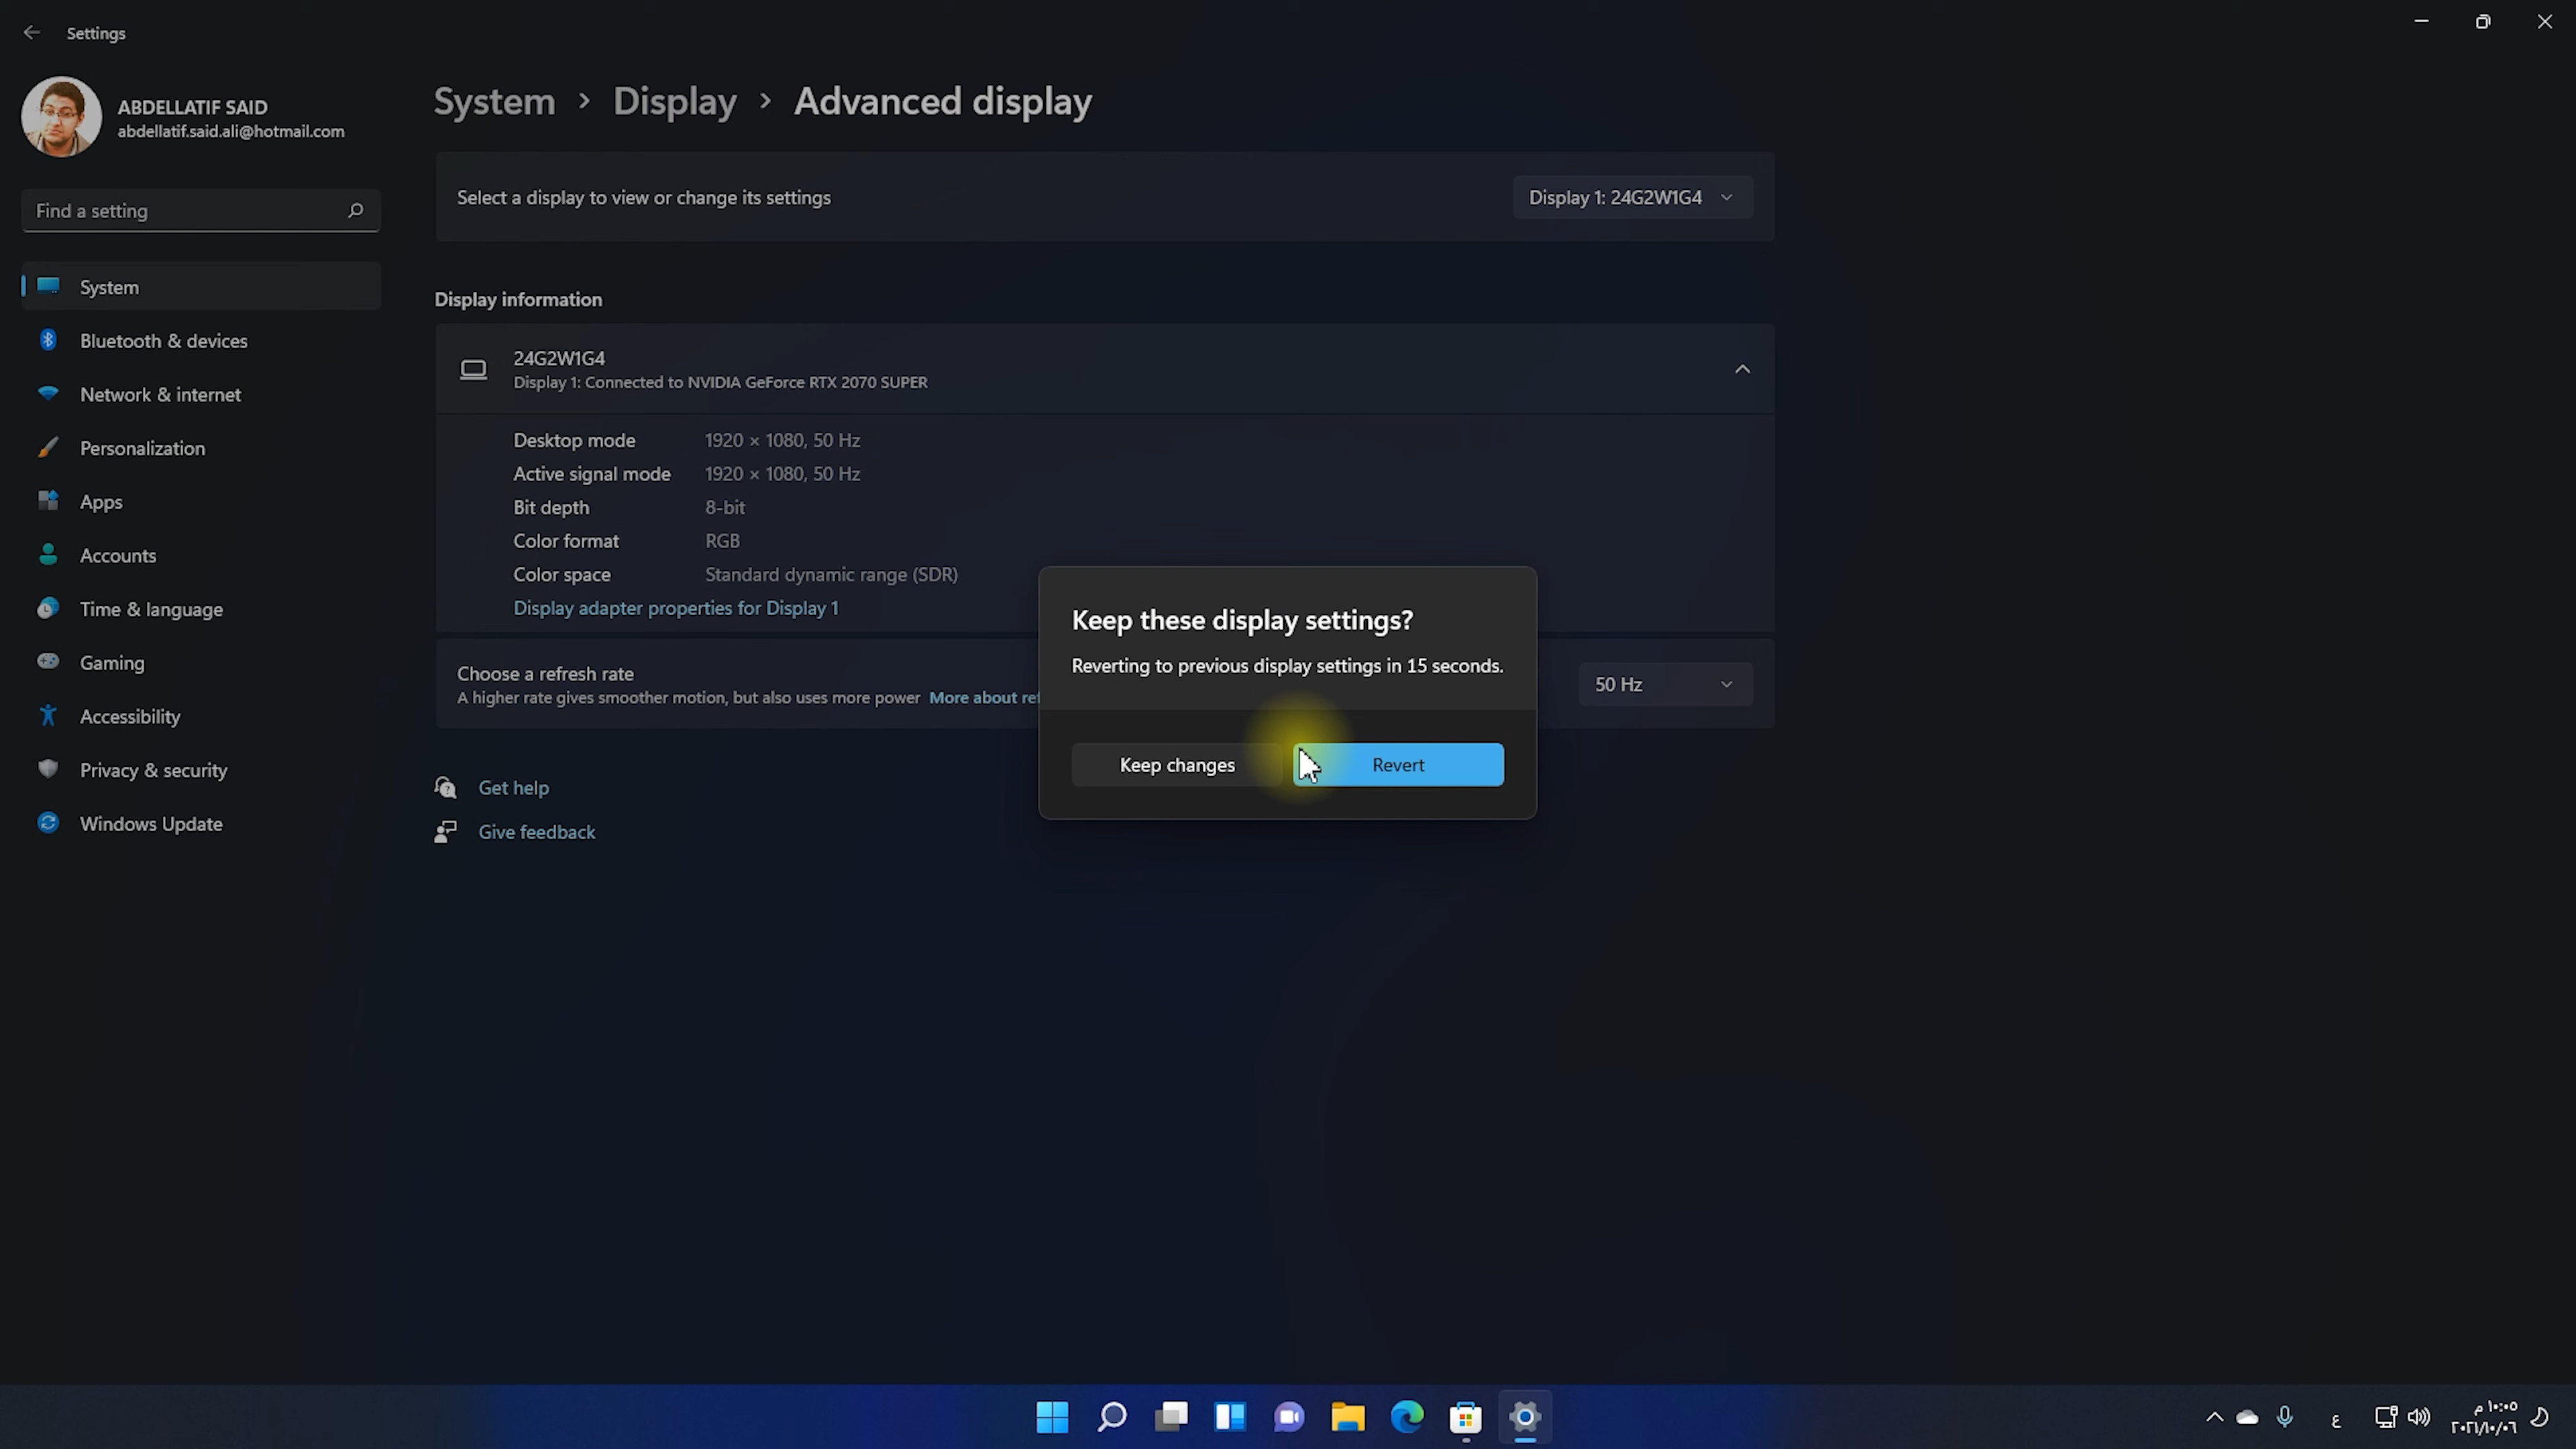 Settings
ABDELLATIF SAID
abdellatif.said.ali@hotmail.com
Find a setting
System
Bluetooth & devices
Network & internet
Personalization
Apps
Accounts
Time & language
Gaming
Accessibility
Privacy & security
Windows Update
System > Display > Advanced display
Select a display to view or change its settings
Display 1: 24G2W1G4
Display information
24G2W1G4
Display 1: Connected to NVIDIA GeForce RTX 2070 SUPER
Desktop mode 1920 × 1080, 50 Hz
Active signal mode 1920 × 1080, 50 Hz
Bit depth 8-bit
Color format RGB
Color space Standard dynamic range (SDR)
Display adapter properties for Display 1
Choose a refresh rate
A higher rate gives smoother motion, but also uses more power More about
50 Hz
Get help
Give feedback
Keep these display settings?
Reverting to previous display settings in 15 seconds.
Keep changes
Revert
ع
١٠:٠٥ م
٢٠٢١/١٠/٠٦